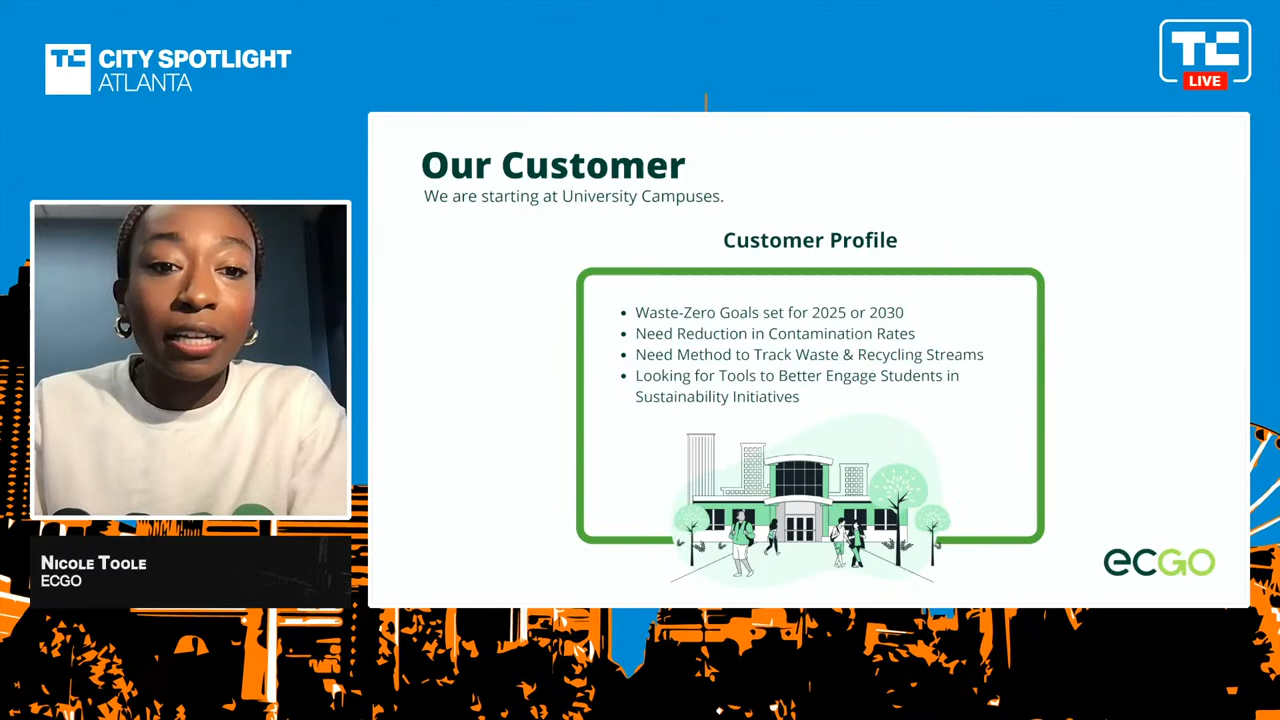 TC CITY SPOTLIGHT
ATLANTA
TC
LIVE
Our Customer
We are starting at University Campuses.
Customer Profile
• Waste-Zero Goals set for 2025 or 2030
• Need Reduction in Contamination Rates
• Need Method to Track Waste & Recycling Streams
• Looking for Tools to Better Engage Students in
Sustainability Initiatives
NICOLE TOOLE
ECGO
ecGO